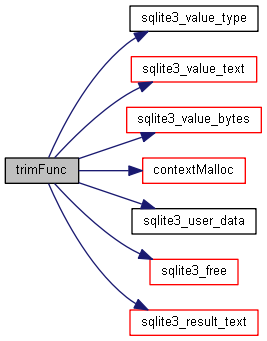 sqlite3_value_type
sqlite3_value_text
sqlite3_value_bytes
trimFunc
contextMalloc
sqlite3_user_data
sqlite3_free
sqlite3_result_text